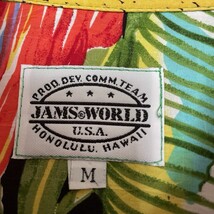 PROD. DEV. COMM. TEAM
JAMS WORLD
U.S.A.
HONOLULU, HAWAII
M